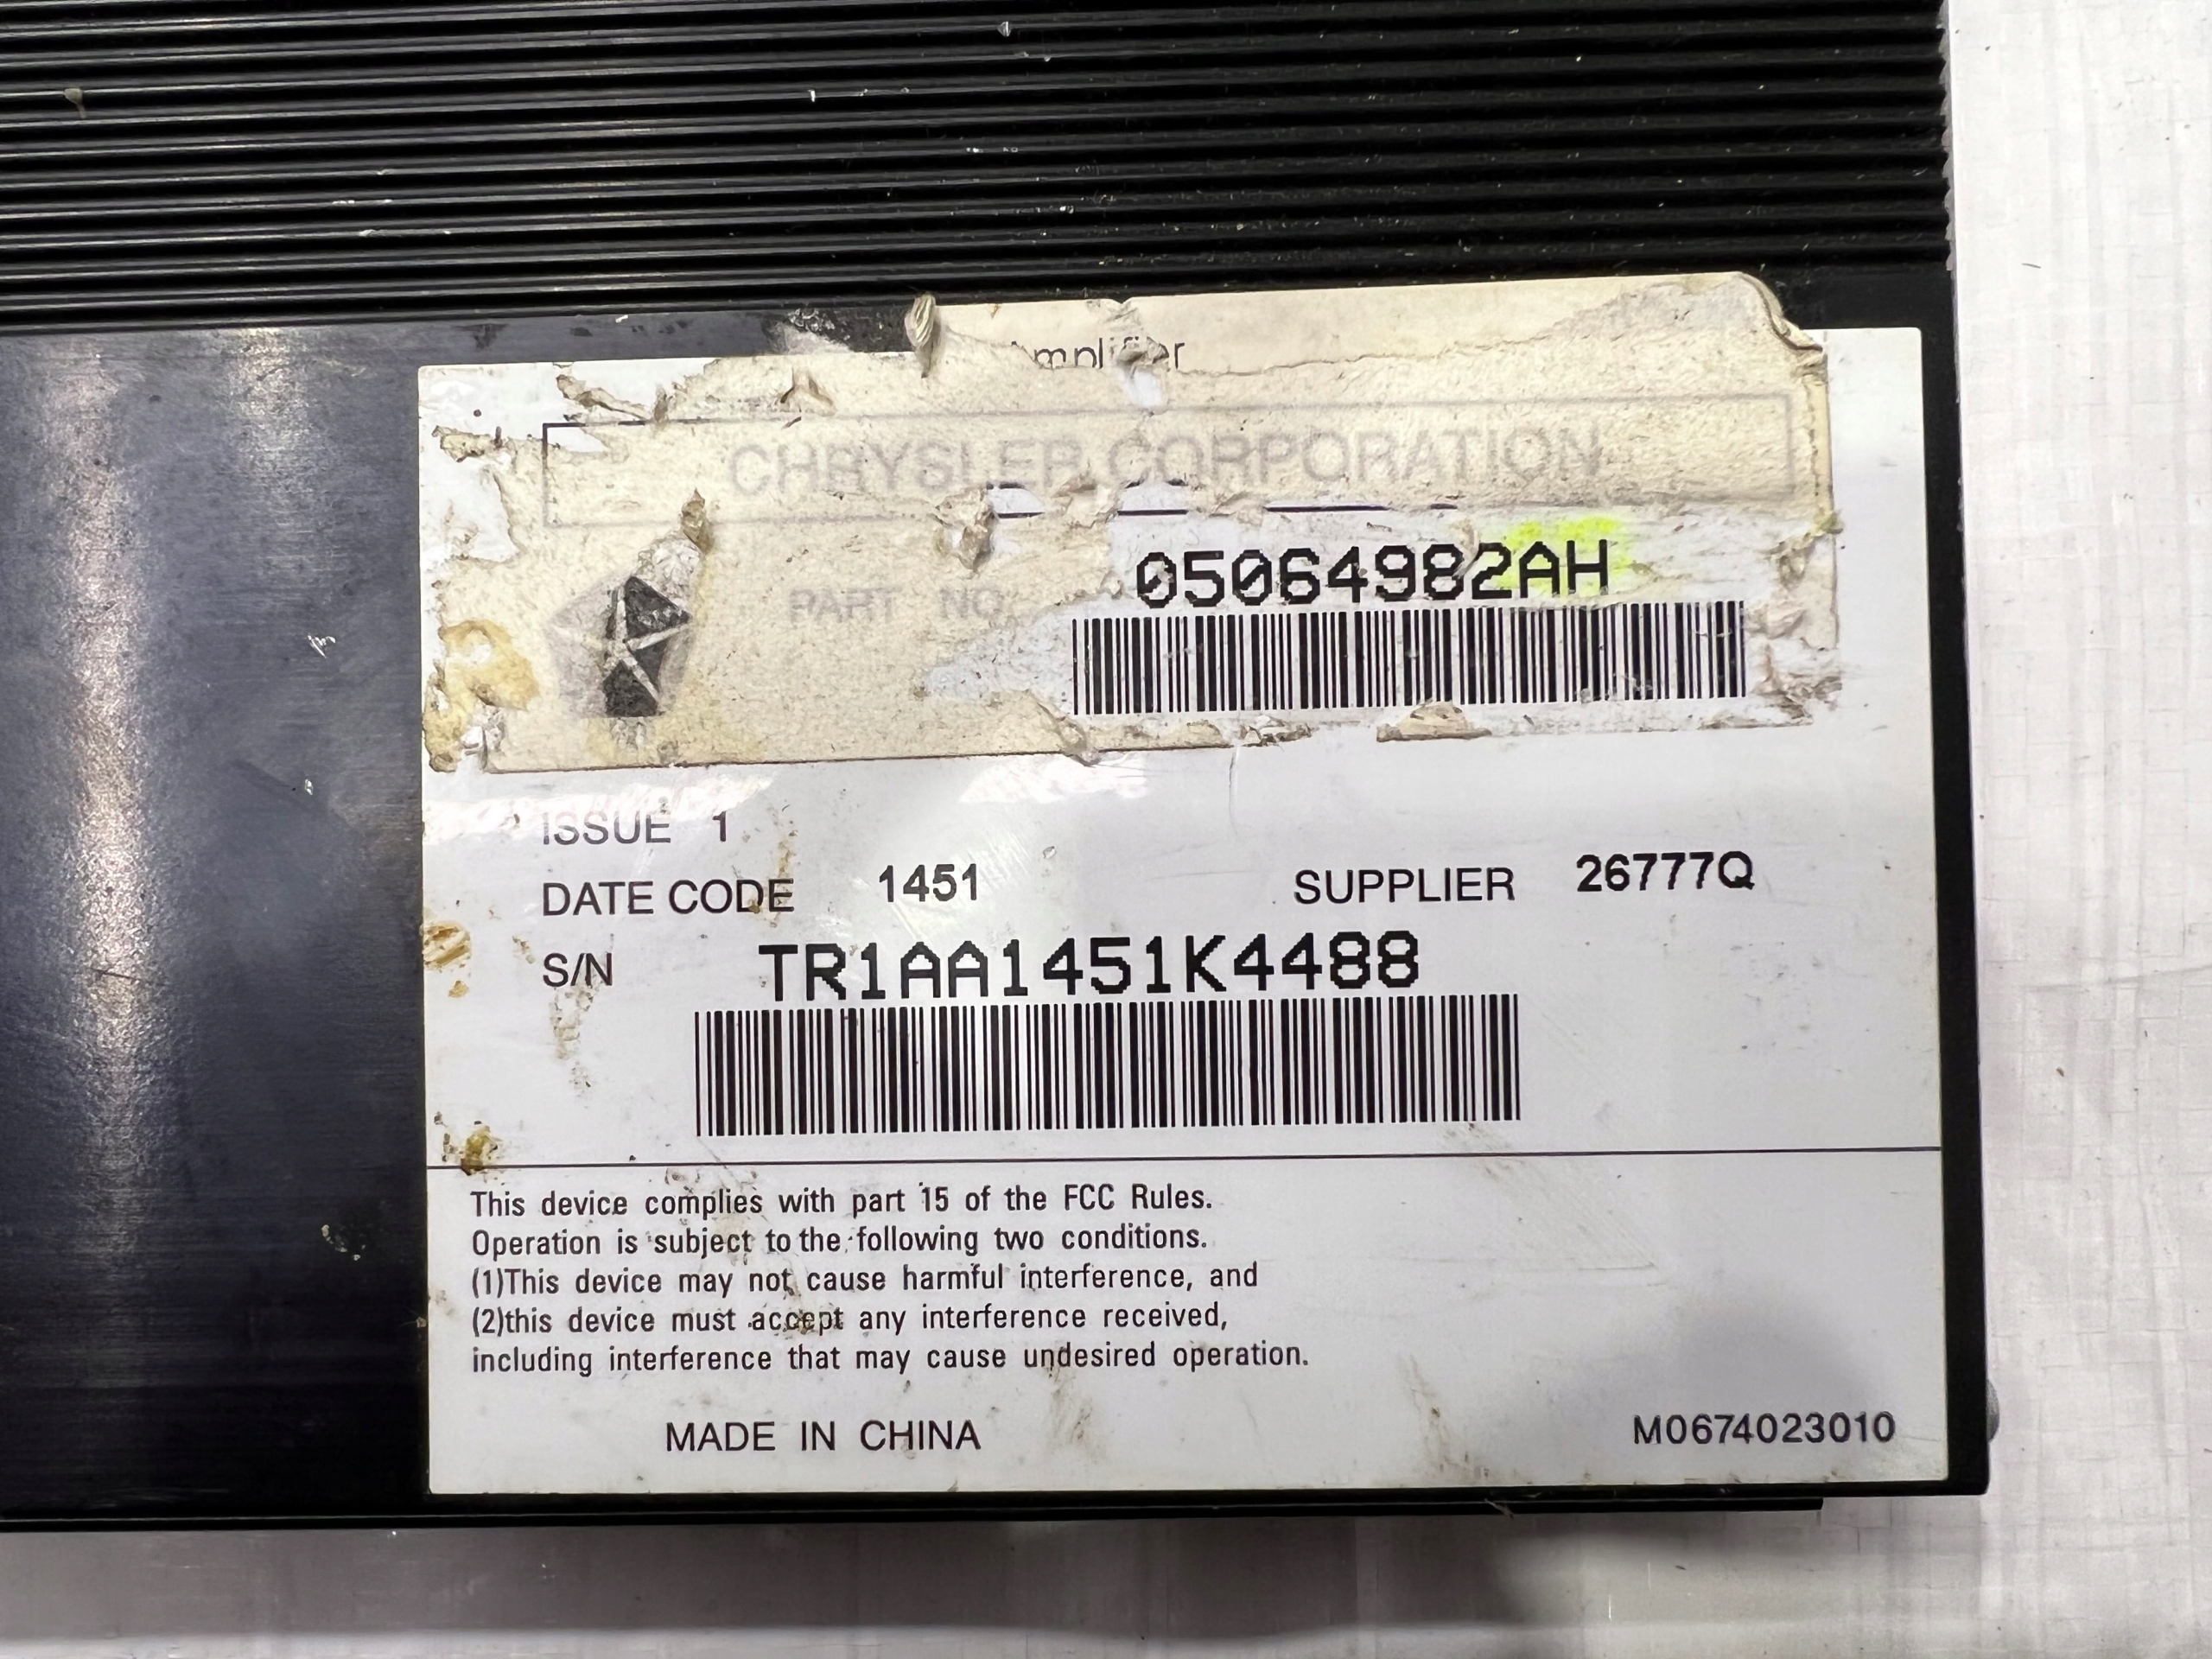 Amplifier
CHRYSLER CORPORATION
PART NO. 05064982AH
ISSUE 1
DATE CODE 1451 SUPPLIER 26777Q
S/N TR1AA1451K4488
This device complies with part 15 of the FCC Rules.
Operation is subject to the following two conditions.
(1)This device may not cause harmful interference, and
(2)this device must accept any interference received,
including interference that may cause undesired operation.
MADE IN CHINA
M0674023010